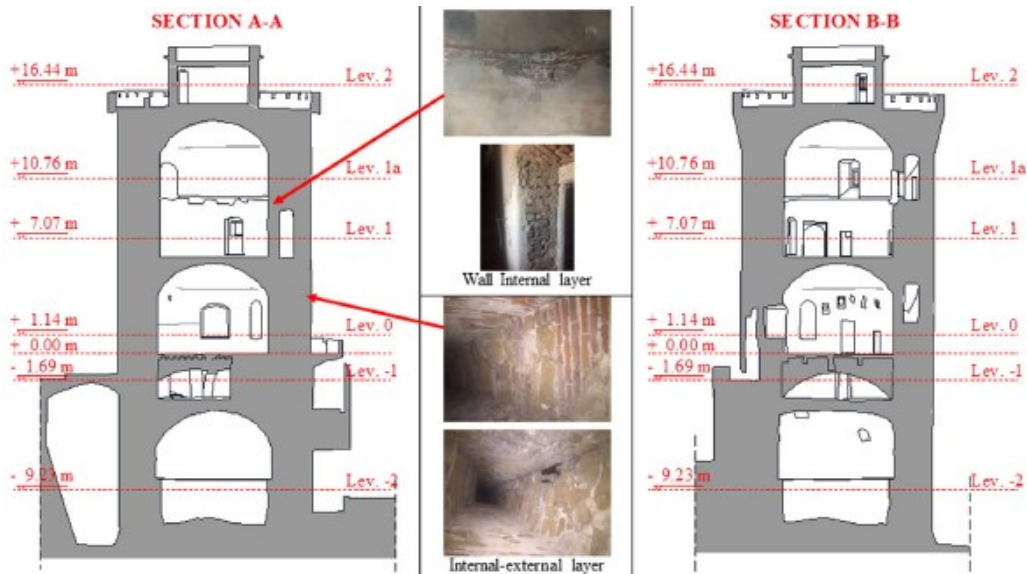 SECTION A-A
+16.44 m
Lev. 2
+10.76 m
Lev. 1a
+ 7.07 m
Lev. 1
+ 1.14 m
Lev. 0
+ 0.00 m
- 1.69 m
Lev. -1
- 9.23 m
Lev. -2
Wall Internal layer
Internal-external layer
SECTION B-B
+16.44 m
Lev. 2
+10.76 m
Lev. 1a
+ 7.07 m
Lev. 1
+ 1.14 m
Lev. 0
+ 0.00 m
- 1.69 m
Lev. -1
- 9.23 m
Lev. -2